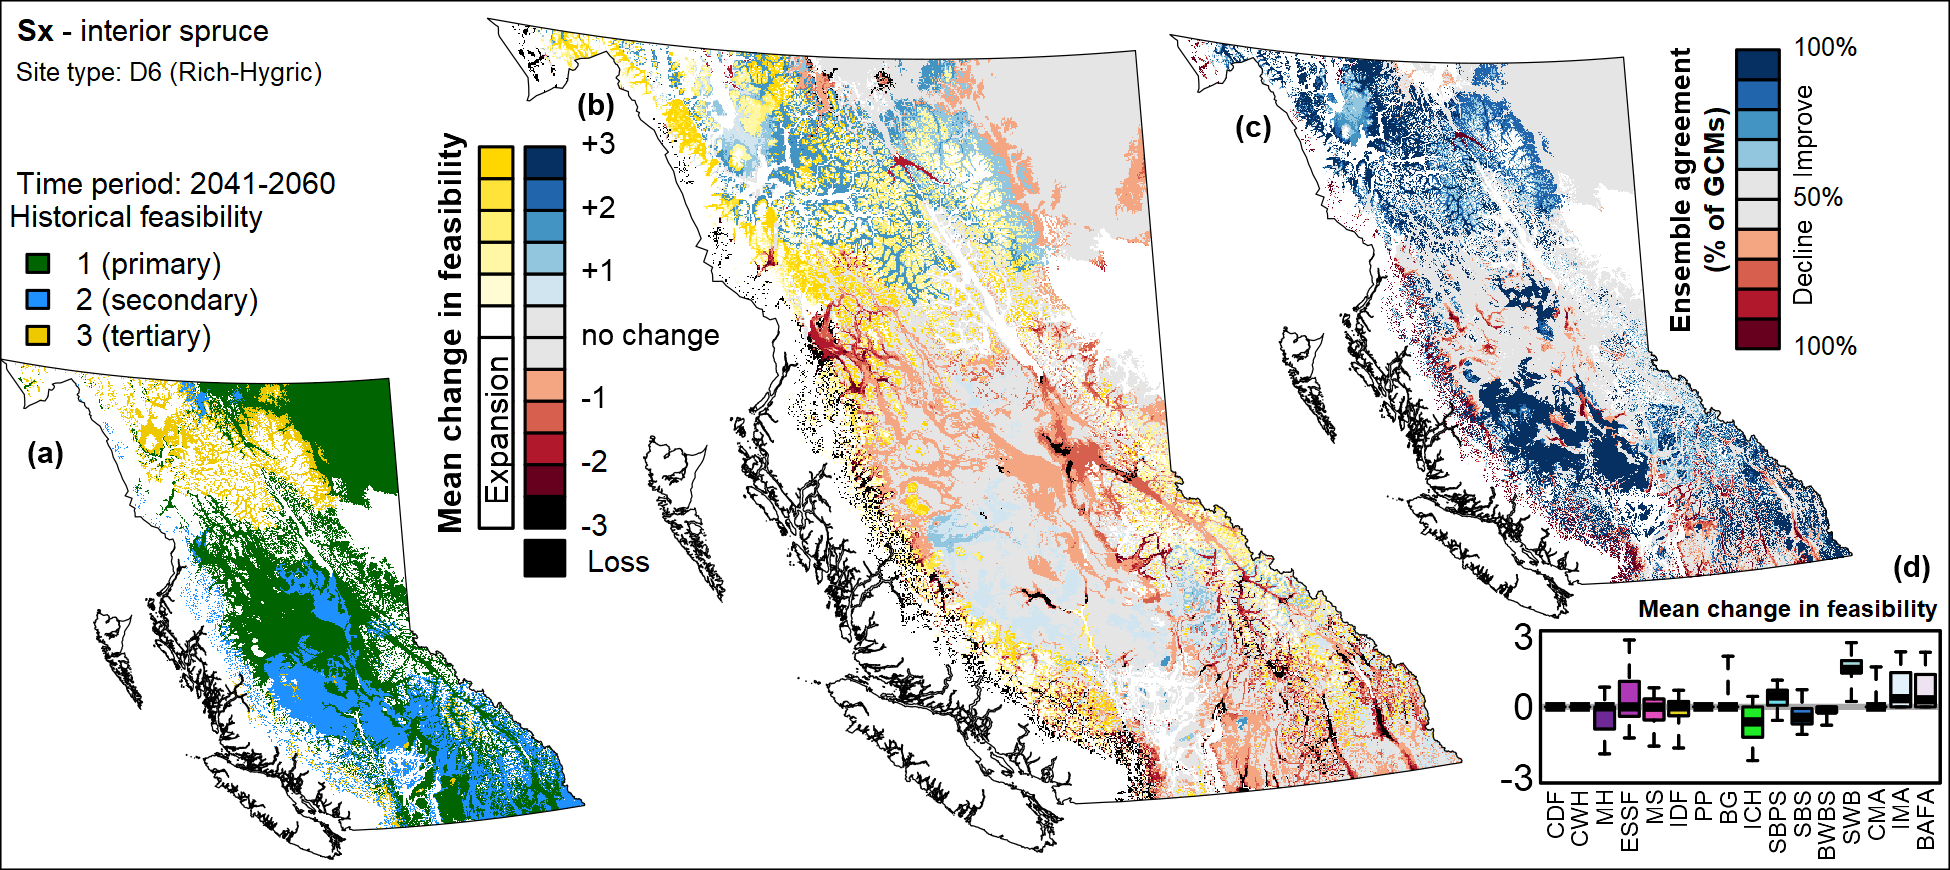 Sx - interior spruce
Site type: D6 (Rich-Hygric)
Time period: 2041-2060
Historical feasibility
1 (primary)
2 (secondary)
3 (tertiary)
(a)
(b)
Mean change in feasibility
Expansion
+3
+2
+1
no change
-1
-2
-3
Loss
(c)
Ensemble agreement
(% of GCMs)
100%
Improve
50%
Decline
100%
(d)
Mean change in feasibility
3
0
-3
CDF
CWH
MH
ESSF
MS
IDF
PP
BG
ICH
SBPS
SBS
BWBS
SWB
CMA
IMA
BAFA